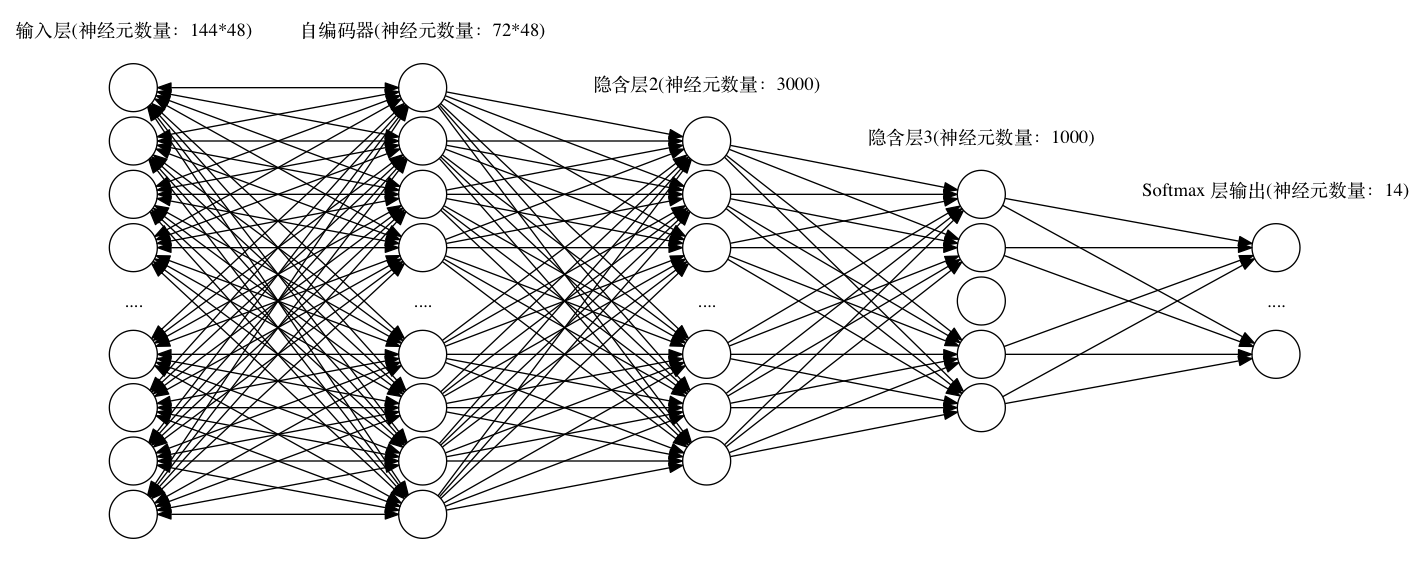 输入层(神经元数量：144*48)
自编码器(神经元数量：72*48)
隐含层2(神经元数量：3000)
隐含层3(神经元数量：1000)
Softmax 层输出(神经元数量：14)
....
....
....
....